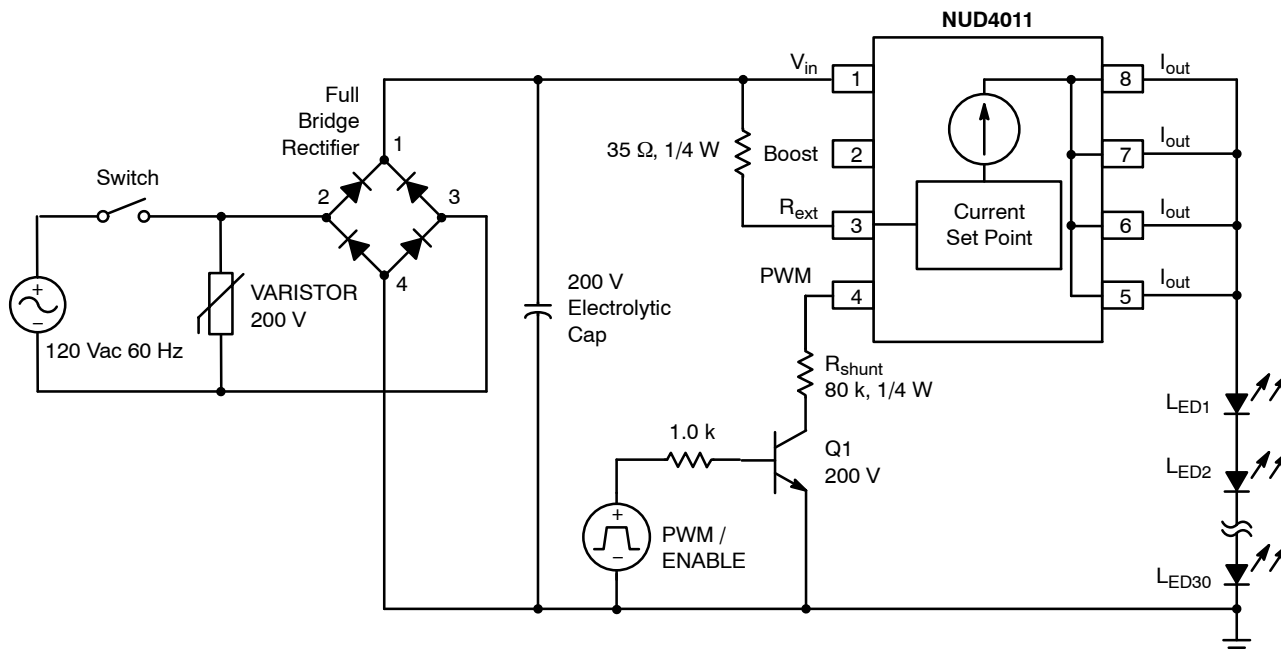 NUD4011
Full
Bridge
Rectifier
Switch
1
2
3
4
+
−
120 Vac 60 Hz
VARISTOR
200 V
200 V
Electrolytic
Cap
35 Ω, 1/4 W
Vin
1
Boost
2
Rext
3
PWM
4
Current
Set Point
8
Iout
7
Iout
6
Iout
5
Iout
Rshunt
80 k, 1/4 W
1.0 k
Q1
200 V
+
−
PWM /
ENABLE
LED1
LED2
LED30